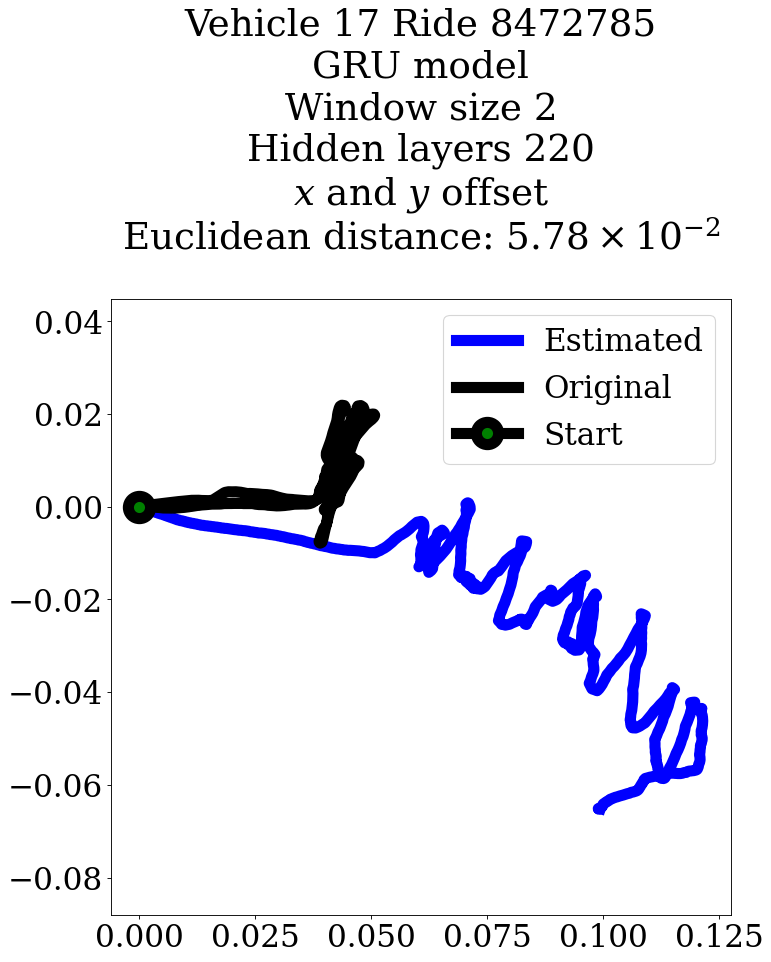 Vehicle 17 Ride 8472785
GRU model
Window size 2
Hidden layers 220
x and y offset
Euclidean distance: 5.78 × 10⁻²
Estimated
Original
Start
0.04
0.02
0.00
−0.02
−0.04
−0.06
−0.08
0.000 0.025 0.050 0.075 0.100 0.125